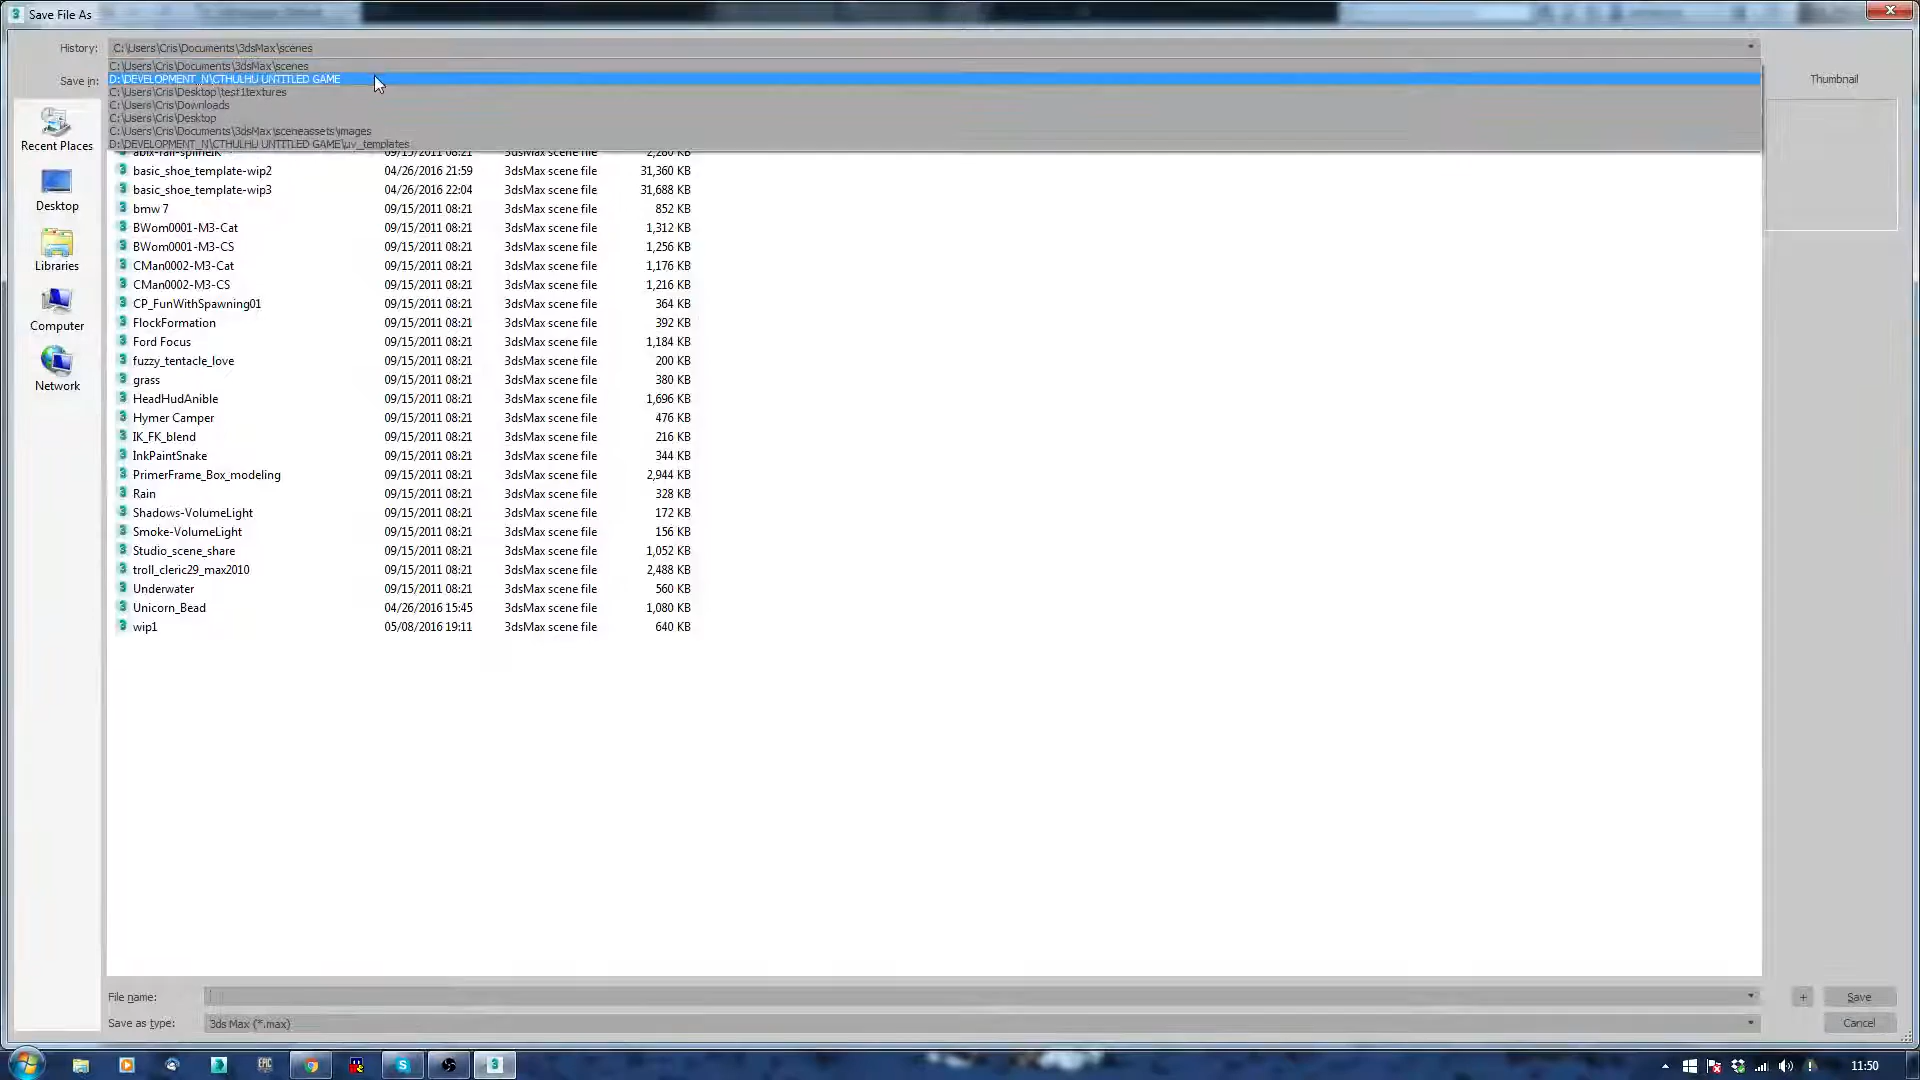 Save File As
History: C:\Users\Cris\Documents\3dsMax\scenes
C:\Users\Cris\Documents\3dsMax\scenes
Save in: D:\DEVELOPMENT_N\CTHULHU UNTITLED GAME Thumbnail
C:\Users\Cris\Desktop\test1textures
C:\Users\Cris\Downloads
C:\Users\Cris\Desktop
C:\Users\Cris\Documents\3dsMax\sceneassets\images
D:\DEVELOPMENT_N\CTHULHU UNTITLED GAME\uv_templates
09/15/2011 08:21 3dsMax scene file 2,280 KB
basic_shoe_template-wip2 04/26/2016 21:59 3dsMax scene file 31,360 KB
basic_shoe_template-wip3 04/26/2016 22:04 3dsMax scene file 31,688 KB
bmw 7 09/15/2011 08:21 3dsMax scene file 852 KB
BWom0001-M3-Cat 09/15/2011 08:21 3dsMax scene file 1,312 KB
BWom0001-M3-CS 09/15/2011 08:21 3dsMax scene file 1,256 KB
CMan0002-M3-Cat 09/15/2011 08:21 3dsMax scene file 1,176 KB
CMan0002-M3-CS 09/15/2011 08:21 3dsMax scene file 1,216 KB
CP_FunWithSpawning01 09/15/2011 08:21 3dsMax scene file 364 KB
FlockFormation 09/15/2011 08:21 3dsMax scene file 392 KB
Ford Focus 09/15/2011 08:21 3dsMax scene file 1,184 KB
fuzzy_tentacle_love 09/15/2011 08:21 3dsMax scene file 200 KB
grass 09/15/2011 08:21 3dsMax scene file 380 KB
HeadHudAnible 09/15/2011 08:21 3dsMax scene file 1,696 KB
Hymer Camper 09/15/2011 08:21 3dsMax scene file 476 KB
IK_FK_blend 09/15/2011 08:21 3dsMax scene file 216 KB
InkPaintSnake 09/15/2011 08:21 3dsMax scene file 344 KB
PrimerFrame_Box_modeling 09/15/2011 08:21 3dsMax scene file 2,944 KB
Rain 09/15/2011 08:21 3dsMax scene file 328 KB
Shadows-VolumeLight 09/15/2011 08:21 3dsMax scene file 172 KB
Smoke-VolumeLight 09/15/2011 08:21 3dsMax scene file 156 KB
Studio_scene_share 09/15/2011 08:21 3dsMax scene file 1,052 KB
troll_cleric29_max2010 09/15/2011 08:21 3dsMax scene file 2,488 KB
Underwater 09/15/2011 08:21 3dsMax scene file 560 KB
Unicorn_Bead 04/26/2016 15:45 3dsMax scene file 1,080 KB
wip1 05/08/2016 19:11 3dsMax scene file 640 KB
Recent Places
Desktop
Libraries
Computer
Network
File name: + Save
Save as type: 3ds Max (*.max) Cancel
EPIC
11:50